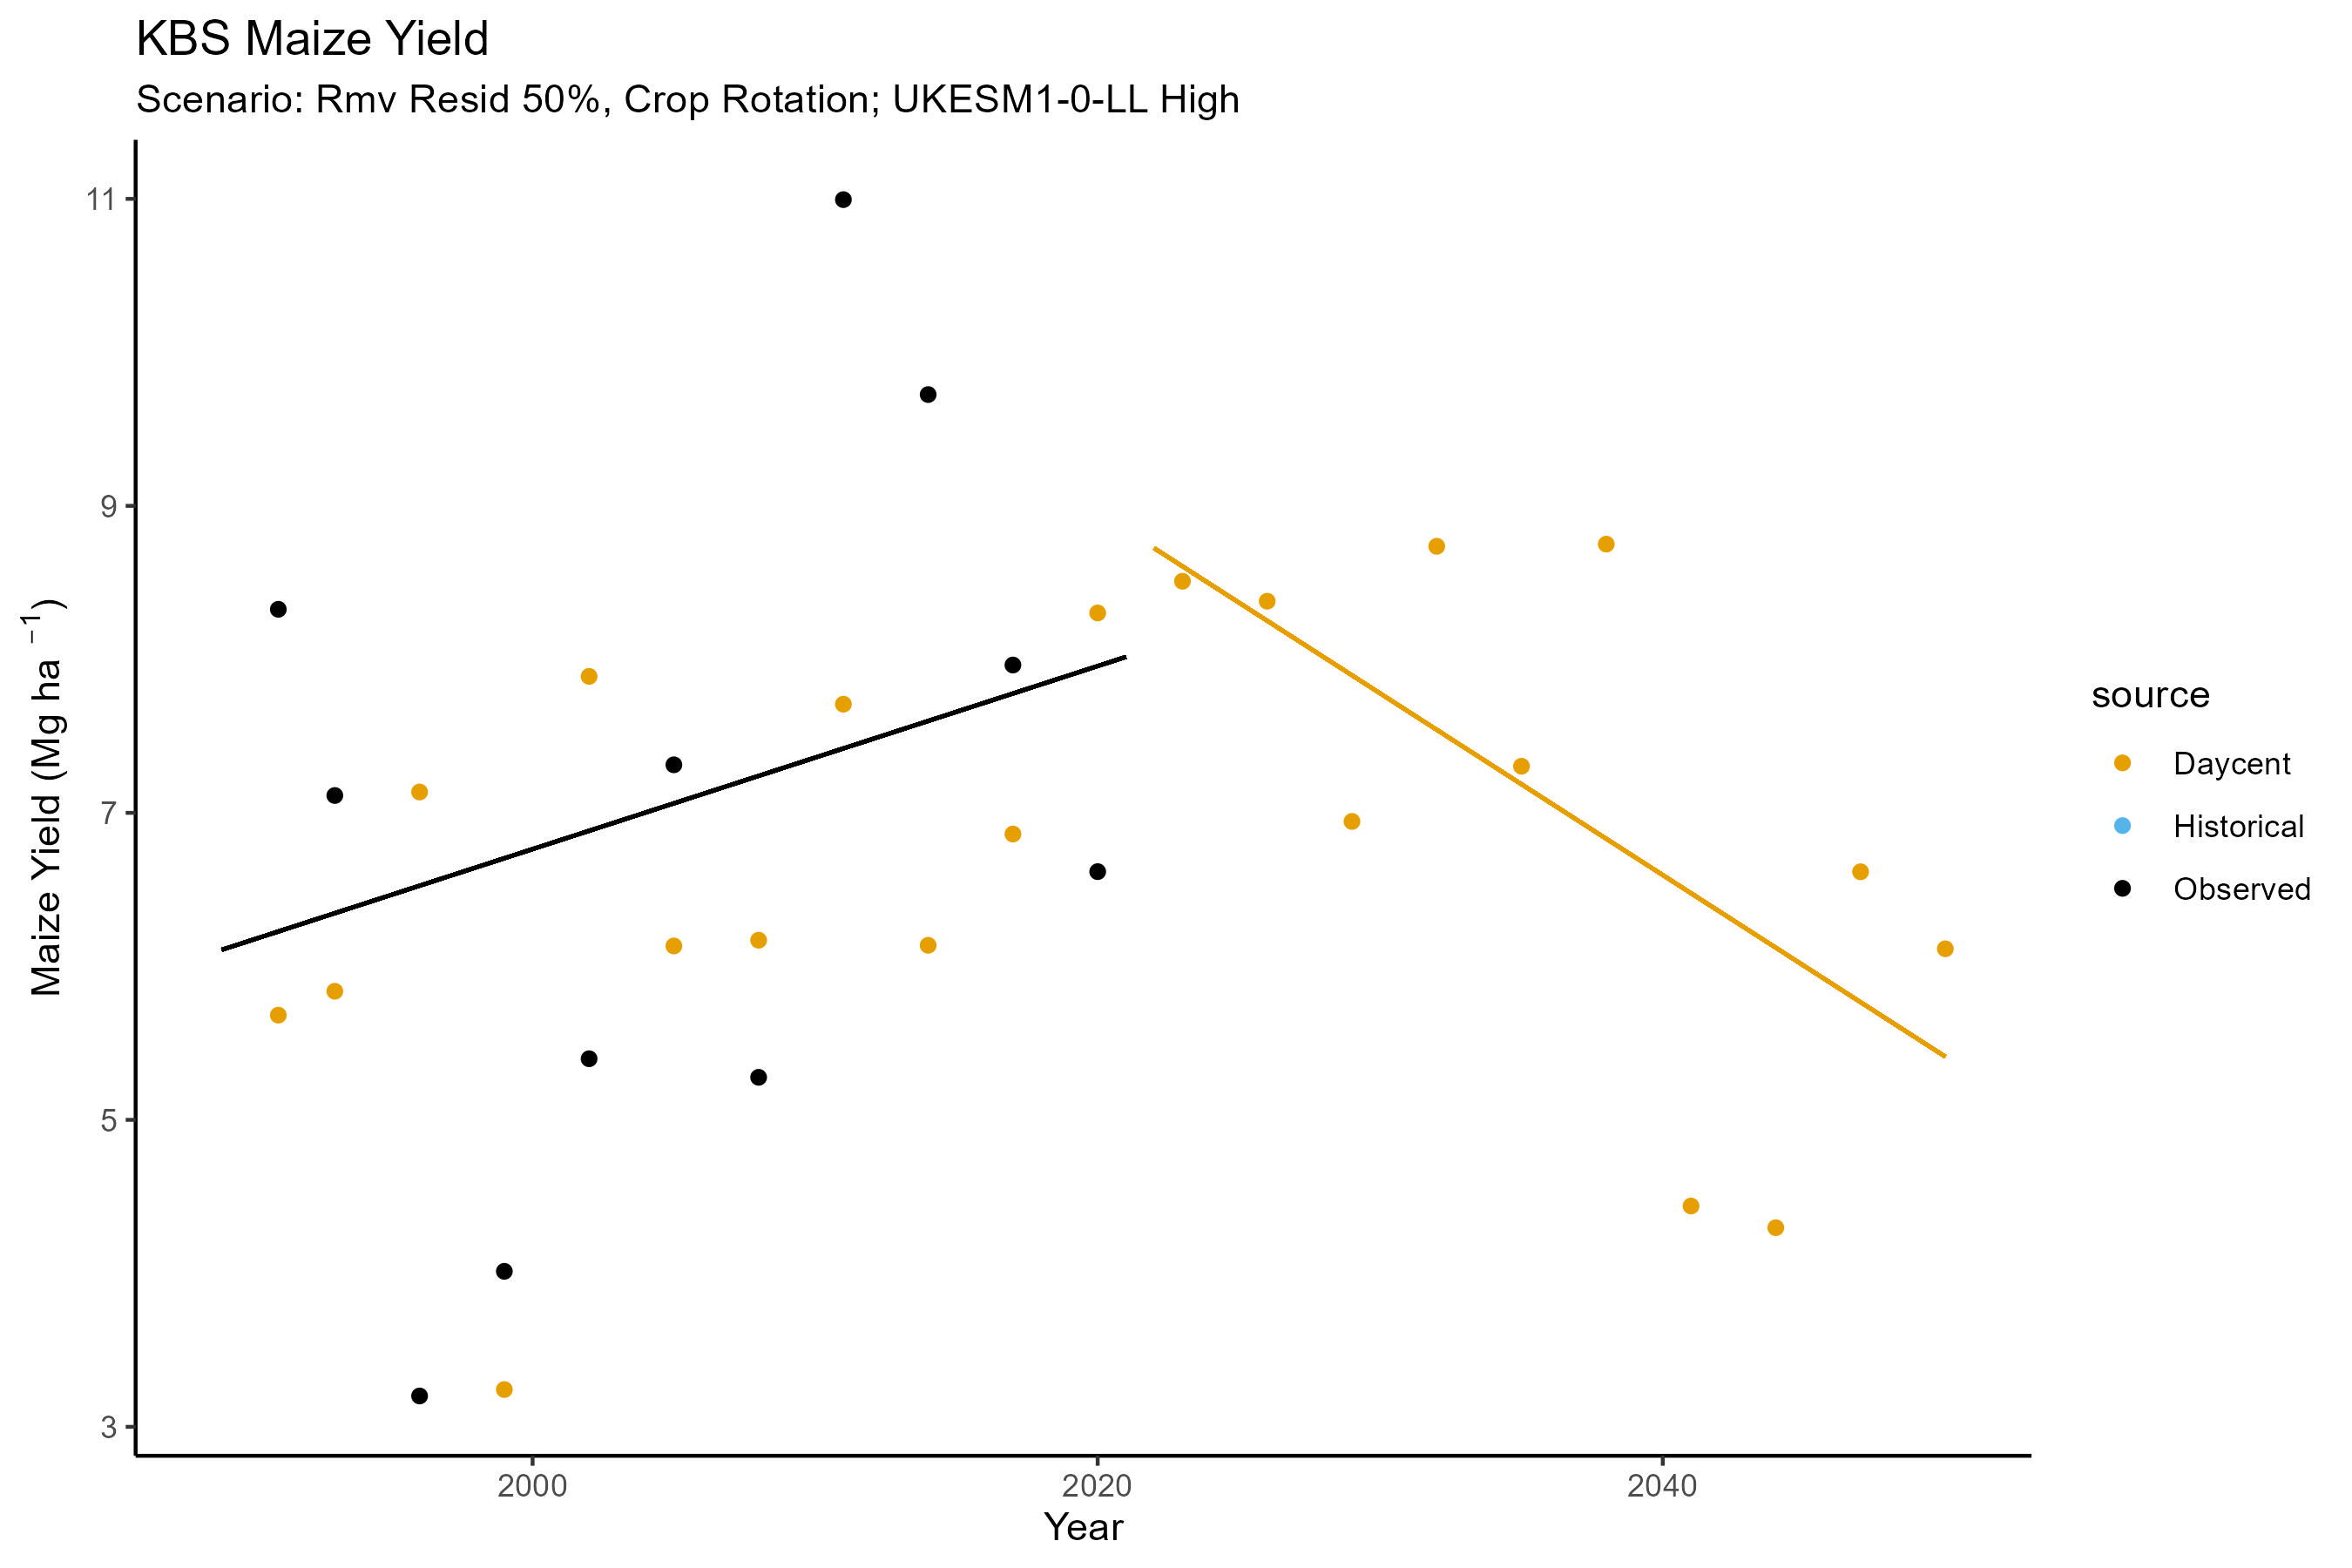 KBS Maize Yield
Scenario: Rmv Resid 50%, Crop Rotation; UKESM1-0-LL High
Maize Yield (Mg ha⁻¹)
11
9
7
5
3
2000
2020
2040
Year
source
Daycent
Historical
Observed